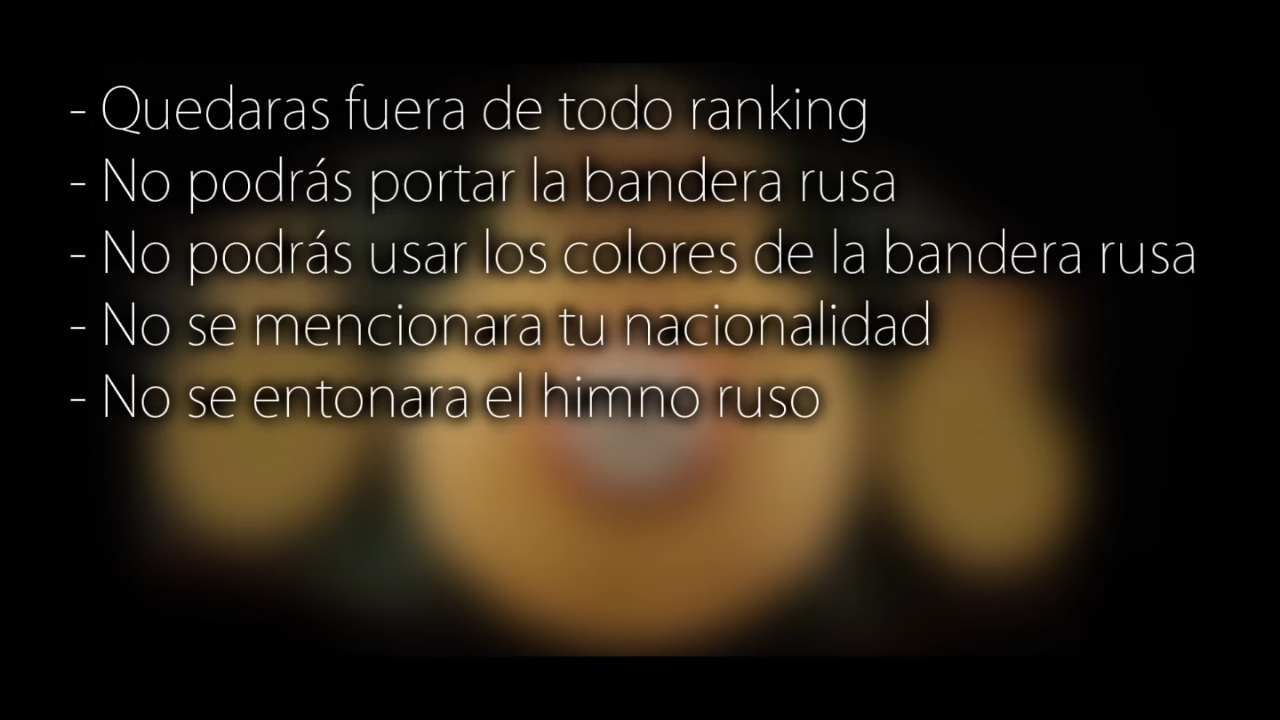 - Quedaras fuera de todo ranking
- No podrás portar la bandera rusa
- No podrás usar los colores de la bandera rusa
- No se mencionara tu nacionalidad
- No se entonara el himno ruso